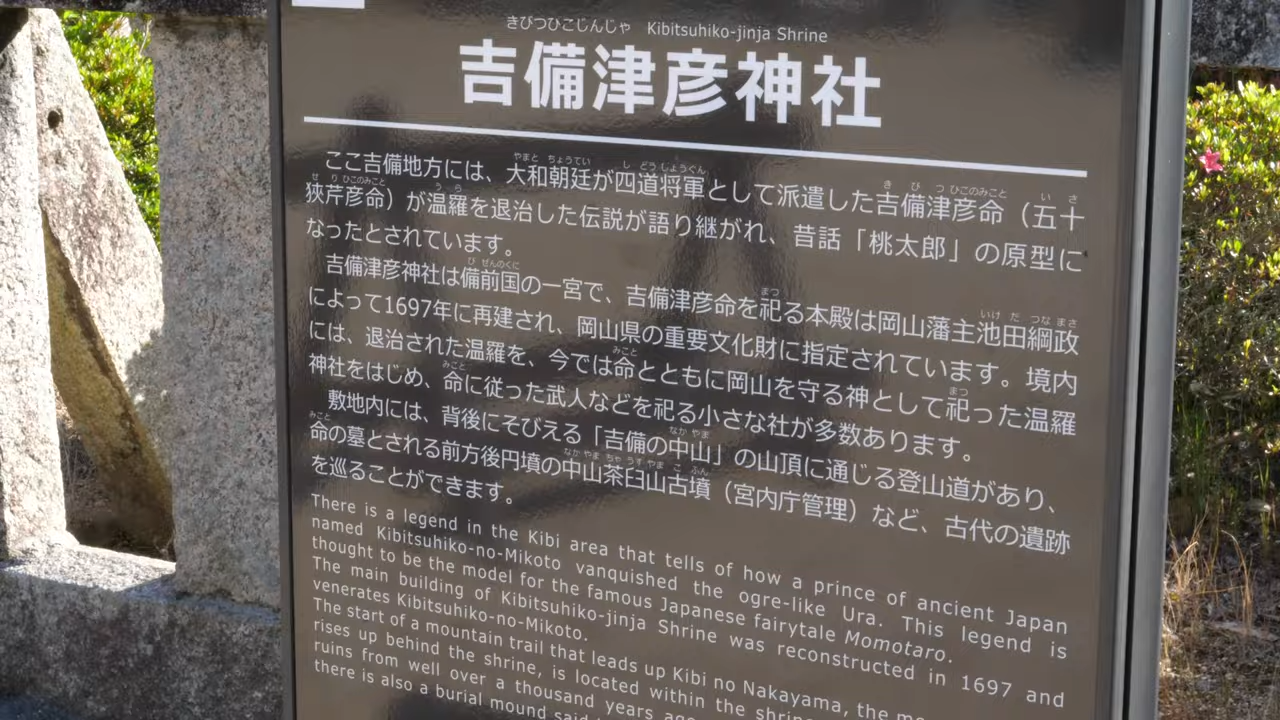 きびつひこじんじゃ Kibitsuhiko-jinja Shrine
吉備津彦神社
ここ吉備地方には、大和朝廷が四道将軍として派遣した吉備津彦命（五十
狹芹彦命）が温羅を退治した伝説が語り継がれ、昔話「桃太郎」の原型に
なったとされています。
吉備津彦神社は備前国の一宮で、吉備津彦命を祀る本殿は岡山藩主池田綱政
によって1697年に再建され、岡山県の重要文化財に指定されています。境内
には、退治された温羅を、今では命とともに岡山を守る神として祀った温羅
神社をはじめ、命に従った武人などを祀る小さな社が多数あります。
敷地内には、背後にそびえる「吉備の中山」の山頂に通じる登山道があり、
命の墓とされる前方後円墳の中山茶臼山古墳（宮内庁管理）など、古代の遺跡
を巡ることができます。
There is a legend in the Kibi area that tells of how a prince of ancient Japan
named Kibitsuhiko-no-Mikoto vanquished the ogre-like Ura. This legend is
thought to be the model for the famous Japanese fairytale Momotaro.
The main building of Kibitsuhiko-jinja Shrine was reconstructed in 1697 and
venerates Kibitsuhiko-no-Mikoto.
The start of a mountain trail that leads up Kibi no Nakayama, the
rises up behind the shrine, is located within the
ruins from well over a thousand years
there is also a burial mound said